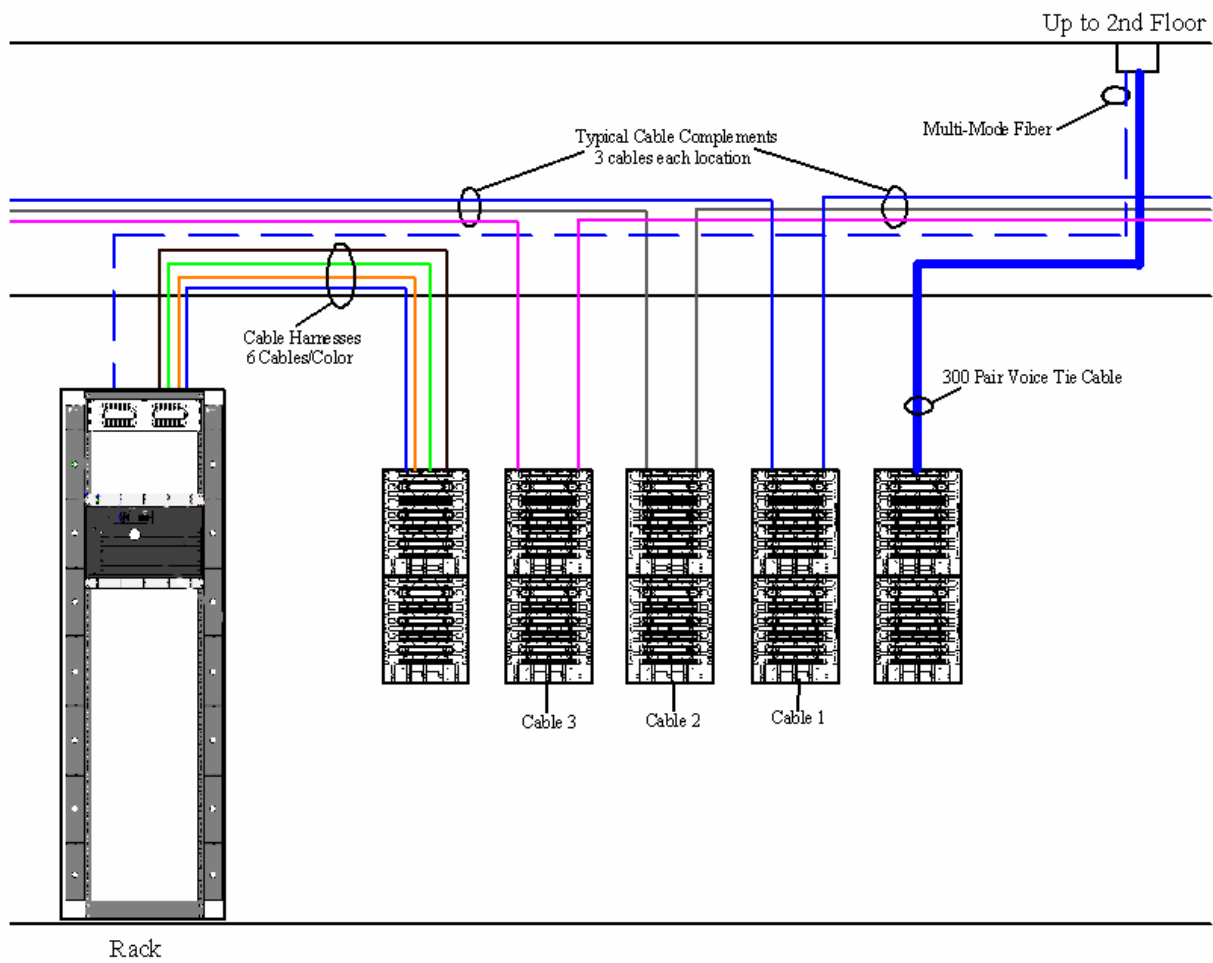 Up to 2nd Floor
Multi-Mode Fiber
Typical Cable Complements
3 cables each location
Cable Harnesses
6 Cables/Color
300 Pair Voice Tie Cable
Cable 3
Cable 2
Cable 1
Rack